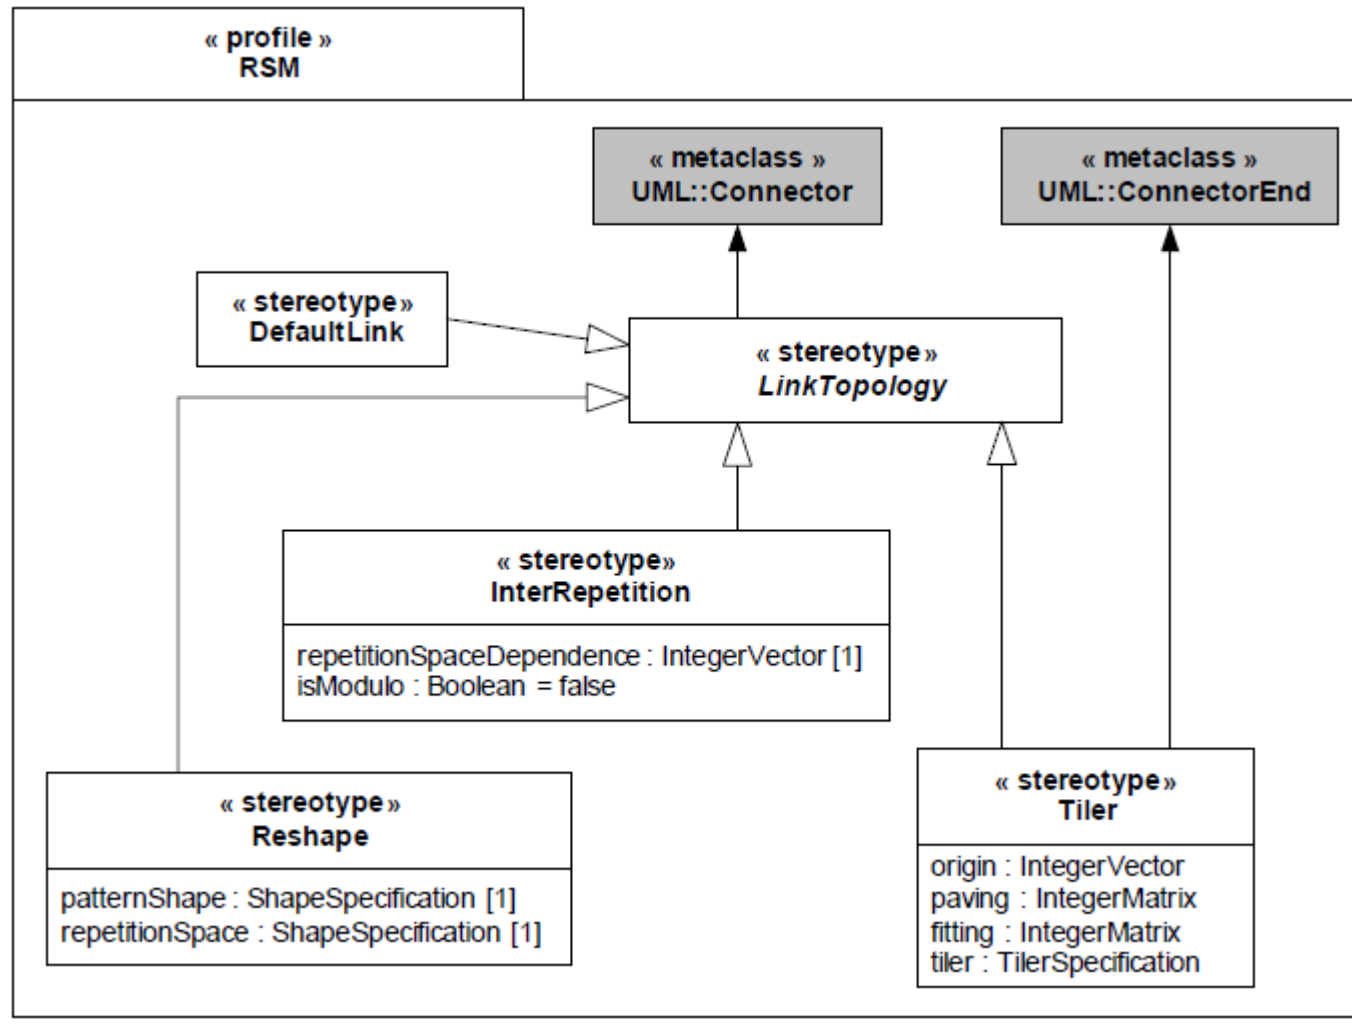 « profile »
RSM
« metaclass »
UML::Connector
« metaclass »
UML::ConnectorEnd
« stereotype»
DefaultLink
« stereotype»
LinkTopology
« stereotype»
InterRepetition
repetitionSpaceDependence : IntegerVector [1]
isModulo : Boolean = false
« stereotype»
Reshape
patternShape : ShapeSpecification [1]
repetitionSpace : ShapeSpecification [1]
« stereotype»
Tiler
origin : IntegerVector
paving : IntegerMatrix
fitting : IntegerMatrix
tiler : TilerSpecification